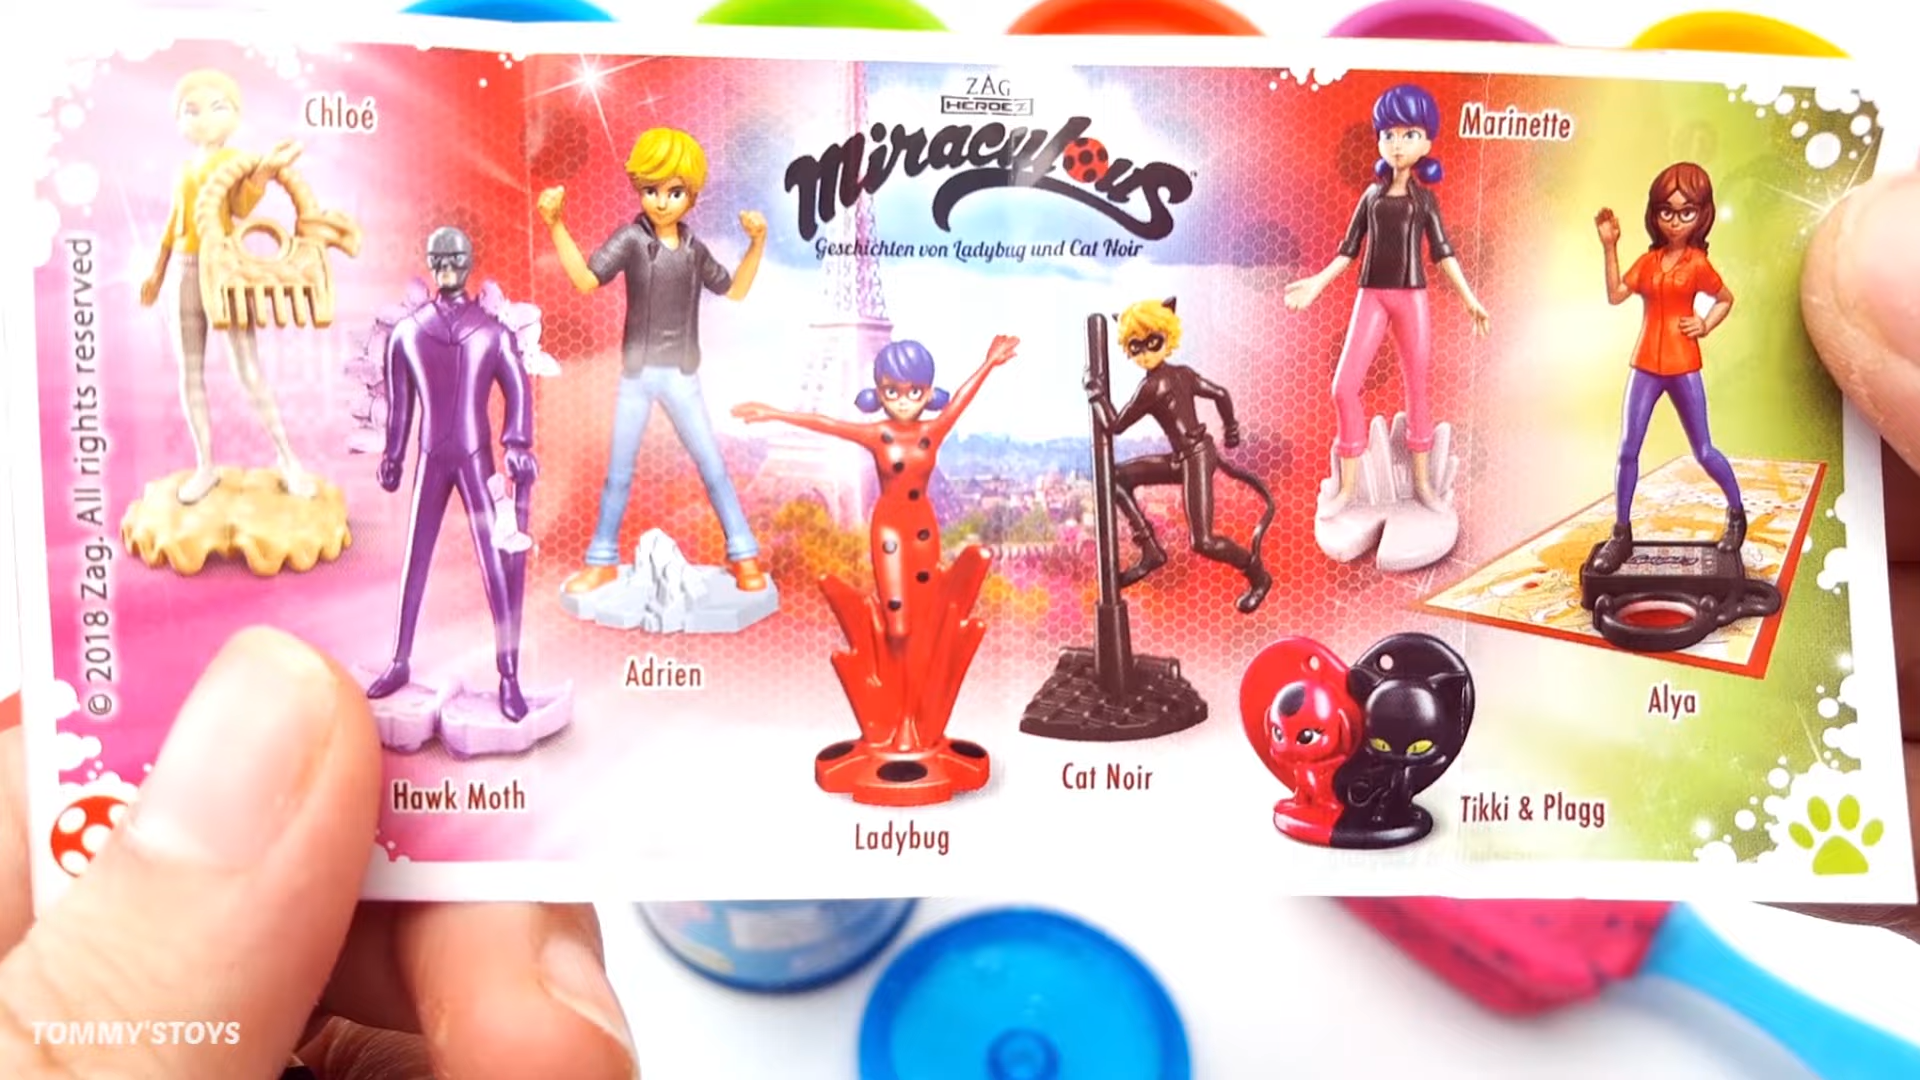 Chloé
ZAG
HEROEZ
Miraculous
Geschichten von Ladybug und Cat Noir
Marinette
© 2018 Zag. All rights reserved.
Adrien
Alya
Hawk Moth
Cat Noir
Ladybug
Tikki & Plagg
TOMMY'STOYS